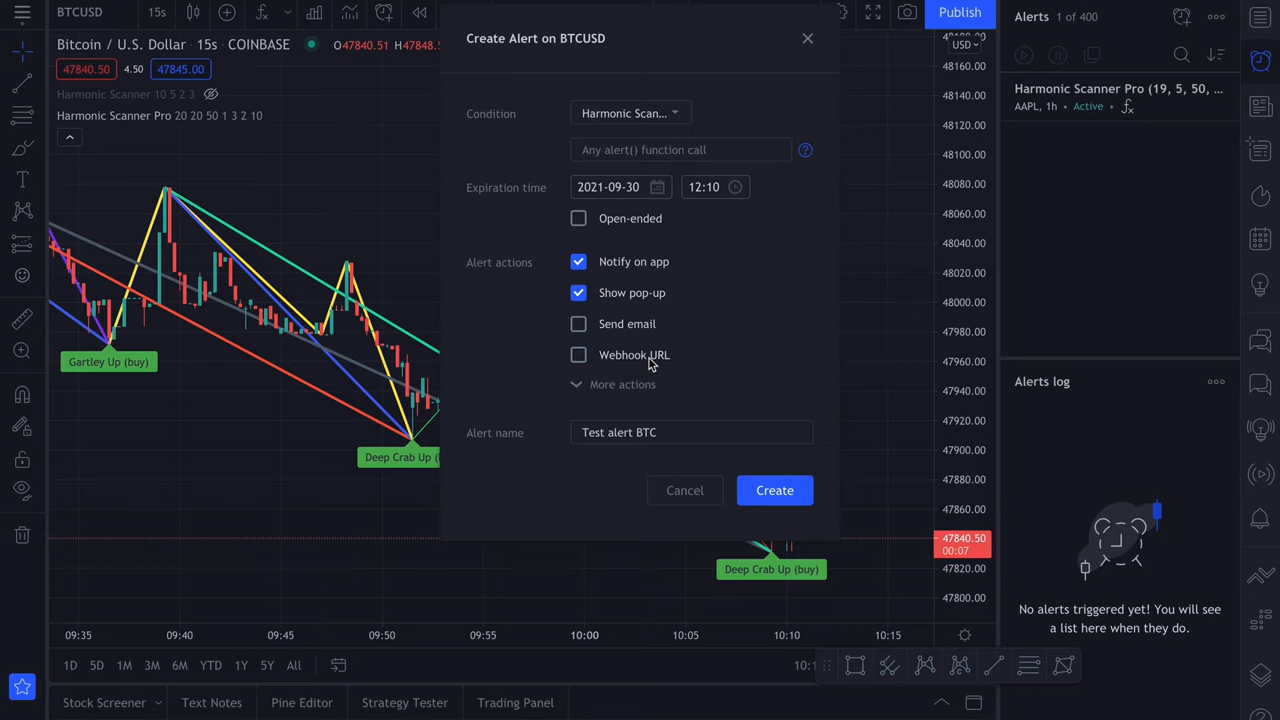 BTCUSD
15s
Publish
Alerts 1 of 400
Create Alert on BTCUSD
Bitcoin / U.S. Dollar · 15s · COINBASE
O47840.51 H47848.
USD
47840.50 4.50 47845.00
Harmonic Scanner 10 5 2 3
Harmonic Scanner Pro 20 20 50 1 3 2 10
Harmonic Scanner Pro (19, 5, 50, ...
AAPL, 1h • Active •
Condition
Harmonic Scan...
Any alert() function call
Expiration time
2021-09-30
12:10
Open-ended
Alert actions
Notify on app
Show pop-up
Send email
Webhook URL
More actions
Alert name
Test alert BTC
Cancel
Create
Gartley Up (buy)
Deep Crab Up (
Deep Crab Up (buy)
48160.00
48140.00
48120.00
48100.00
48080.00
48060.00
48040.00
48020.00
48000.00
47980.00
47960.00
47940.00
47920.00
47900.00
47880.00
47860.00
47840.50
00:07
47820.00
47800.00
Alerts log
No alerts triggered yet! You will see
a list here when they do.
09:35 09:40 09:45 09:50 09:55 10:00 10:05 10:10 10:15
1D 5D 1M 3M 6M YTD 1Y 5Y All
10:1
Stock Screener Text Notes Pine Editor Strategy Tester Trading Panel